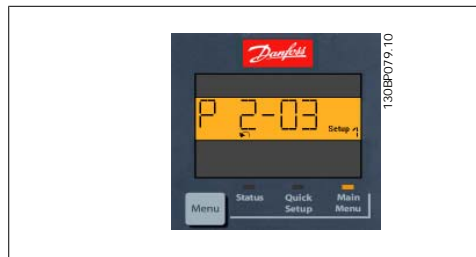 Danfoss
P 2-03
Setup 1
Status Quick Setup Main Menu
Menu
130BP079.10